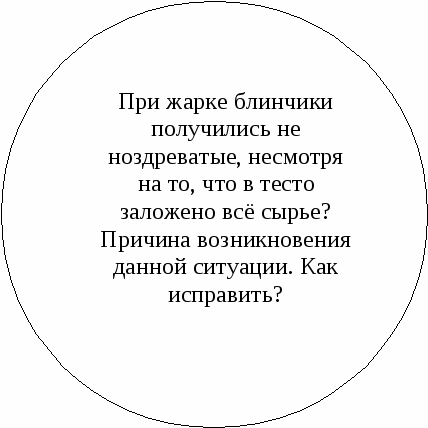 При жарке блинчики
получились не
ноздреватые, несмотря
на то, что в тесто
заложено всё сырье?
Причина возникновения
данной ситуации. Как
исправить?